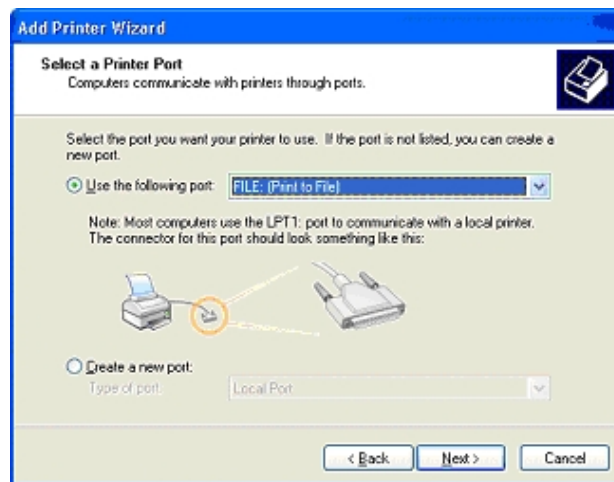 Add Printer Wizard
Select a Printer Port
Computers communicate with printers through ports.
Select the port you want your printer to use. If the port is not listed, you can create a
new port.
Use the following port: FILE: (Print to File)
Note: Most computers use the LPT1: port to communicate with a local printer.
The connector for this port should look something like this:
Create a new port:
Type of port: Local Port
< Back Next > Cancel